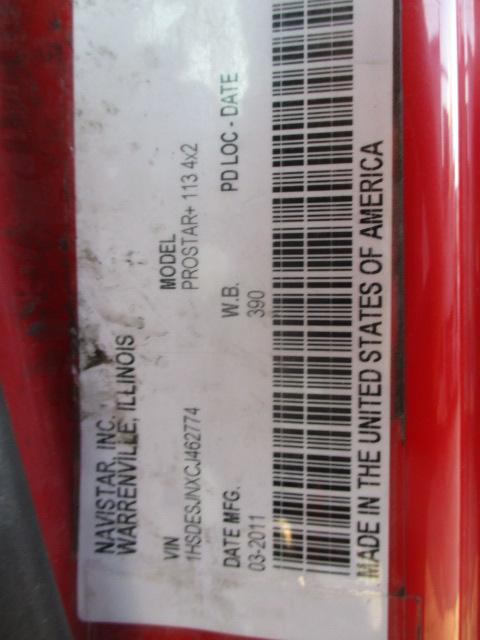 NAVISTAR, INC.
WARRENVILLE, ILLINOIS
VIN
1HSDESJNXCJ462774
MODEL
PROSTAR+ 113 4x2
DATE MFG.
03-2011
W.B.
390
PD LOC - DATE
MADE IN THE UNITED STATES OF AMERICA